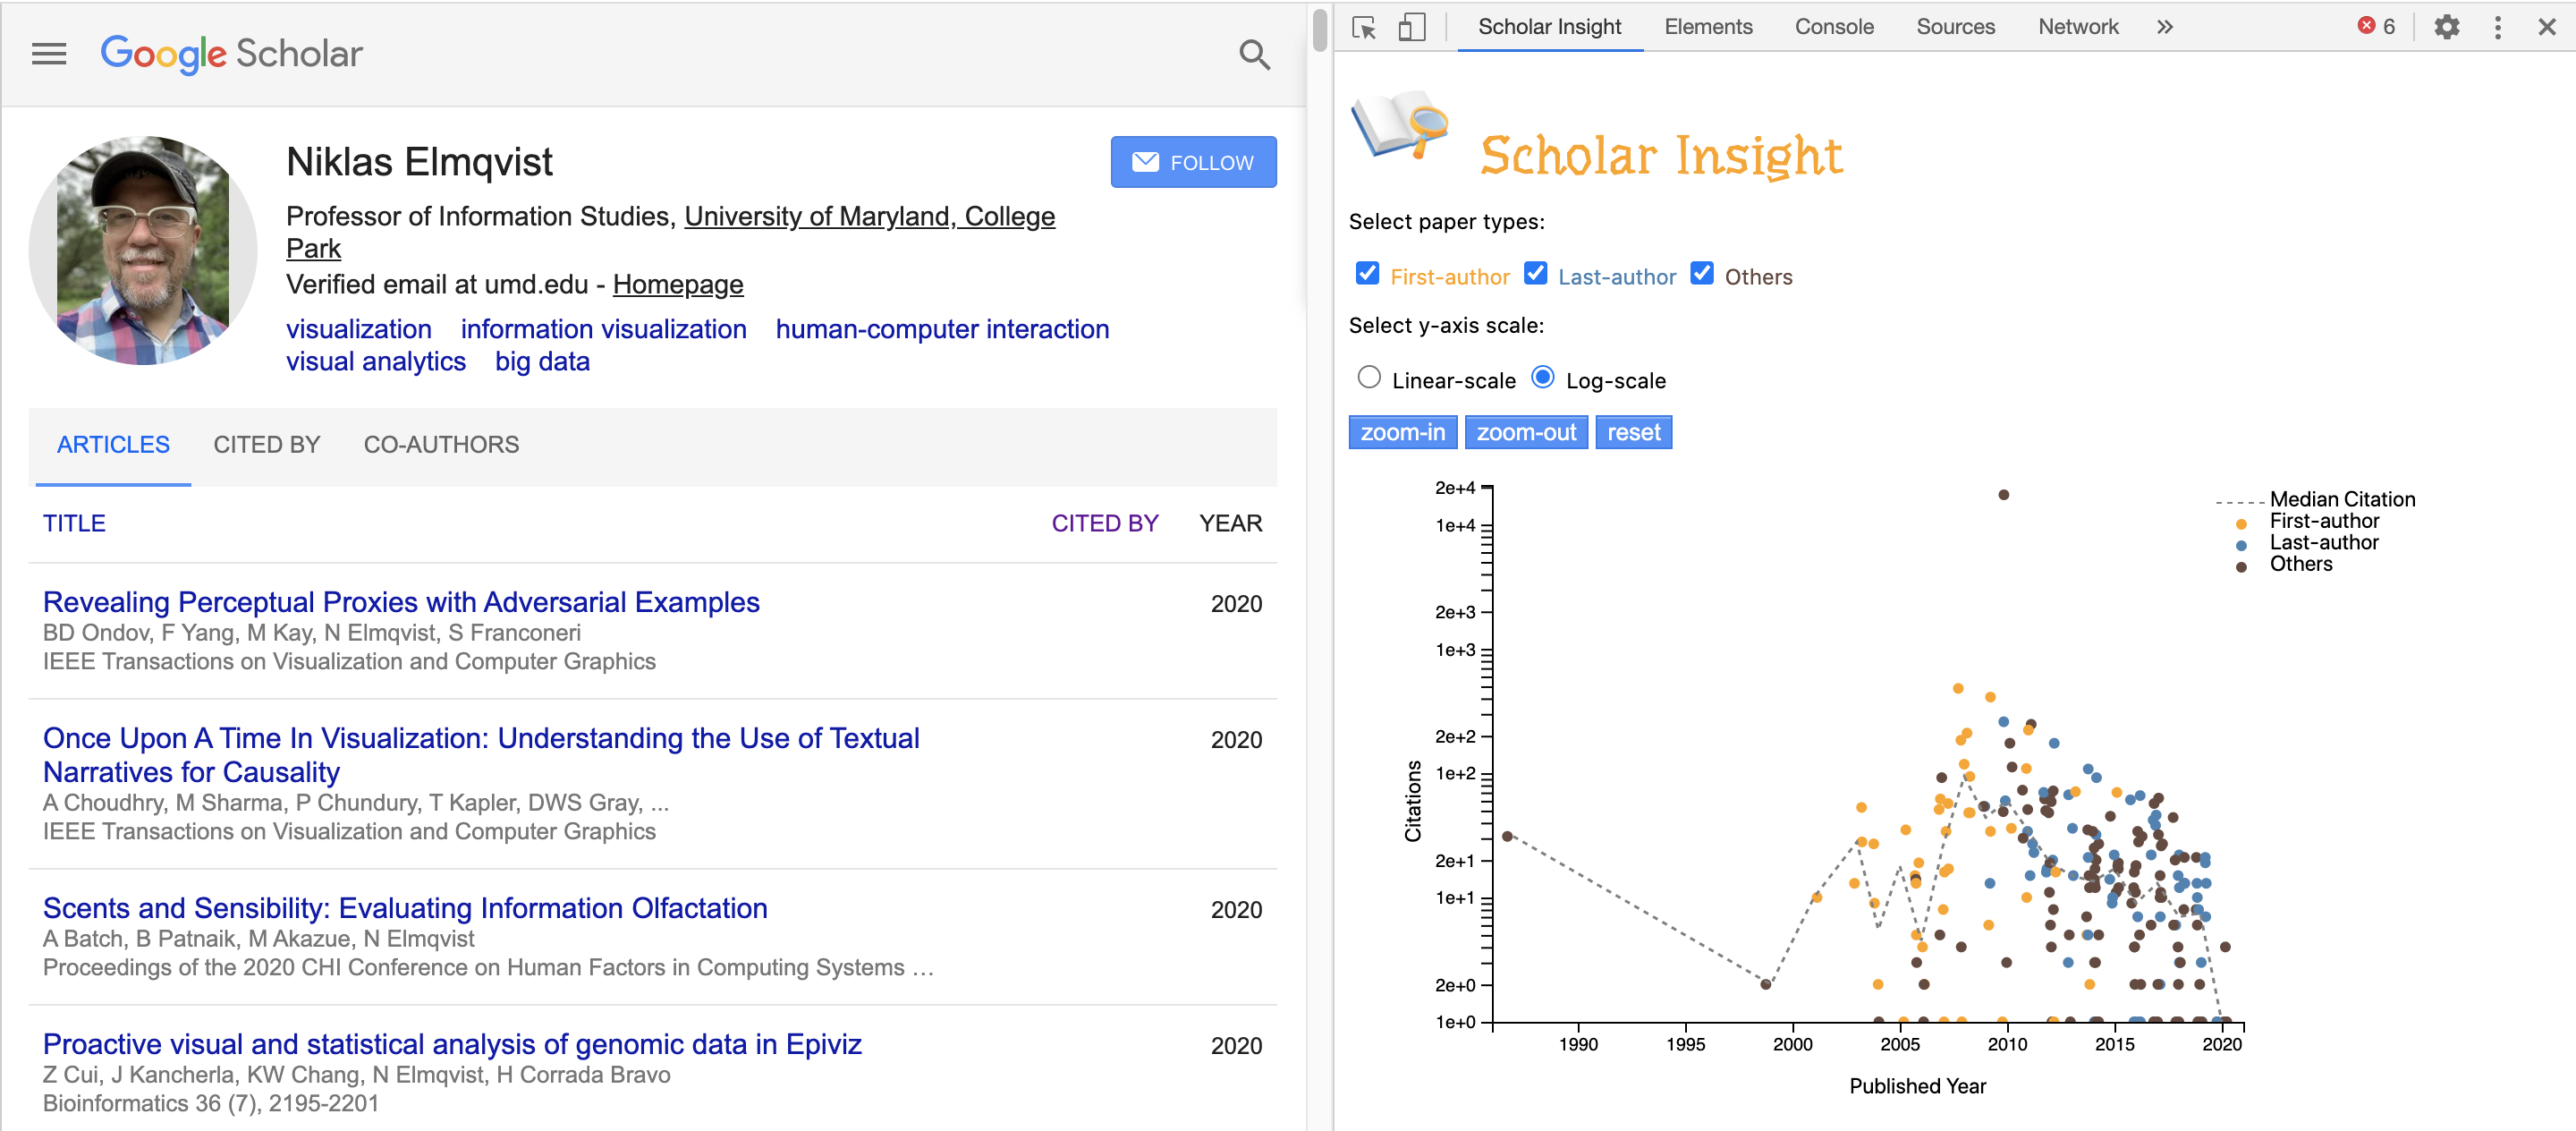 Google Scholar
Niklas Elmqvist
FOLLOW
Professor of Information Studies, University of Maryland, College
Park
Verified email at umd.edu - Homepage
visualization information visualization human-computer interaction
visual analytics big data
ARTICLES CITED BY CO-AUTHORS
TITLE CITED BY YEAR
Revealing Perceptual Proxies with Adversarial Examples 2020
BD Ondov, F Yang, M Kay, N Elmqvist, S Franconeri
IEEE Transactions on Visualization and Computer Graphics
Once Upon A Time In Visualization: Understanding the Use of Textual 2020
Narratives for Causality
A Choudhry, M Sharma, P Chundury, T Kapler, DWS Gray, ...
IEEE Transactions on Visualization and Computer Graphics
Scents and Sensibility: Evaluating Information Olfactation 2020
A Batch, B Patnaik, M Akazue, N Elmqvist
Proceedings of the 2020 CHI Conference on Human Factors in Computing Systems …
Proactive visual and statistical analysis of genomic data in Epiviz 2020
Z Cui, J Kancherla, KW Chang, N Elmqvist, H Corrada Bravo
Bioinformatics 36 (7), 2195-2201
Scholar Insight Elements Console Sources Network » 6
Scholar Insight
Select paper types:
First-author Last-author Others
Select y-axis scale:
Linear-scale Log-scale
zoom-in zoom-out reset
Median Citation
First-author
Last-author
Others
Citations
2e+4
1e+4
2e+3
1e+3
2e+2
1e+2
2e+1
1e+1
2e+0
1e+0
1990 1995 2000 2005 2010 2015 2020
Published Year